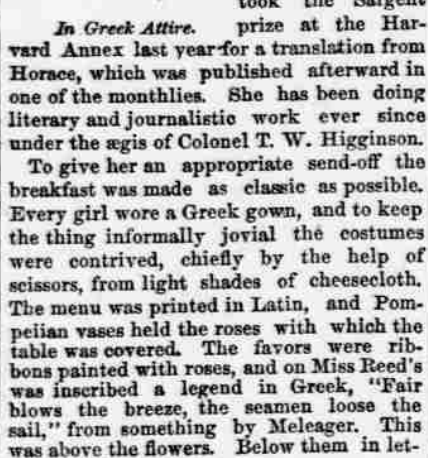 took the Sargent
In Greek Attire. prize at the Har-
vard Annex last year for a translation from
Horace, which was published afterward in
one of the monthlies. She has been doing
literary and journalistic work ever since
under the ægis of Colonel T. W. Higginson.
To give her an appropriate send-off the
breakfast was made as classic as possible.
Every girl wore a Greek gown, and to keep
the thing informally jovial the costumes
were contrived, chiefly by the help of
scissors, from light shades of cheesecloth.
The menu was printed in Latin, and Pom-
peiian vases held the roses with which the
table was covered. The favors were rib-
bons painted with roses, and on Miss Reed's
was inscribed a legend in Greek, "Fair
blows the breeze, the seamen loose the
sail," from something by Meleager. This
was above the flowers. Below them in let-